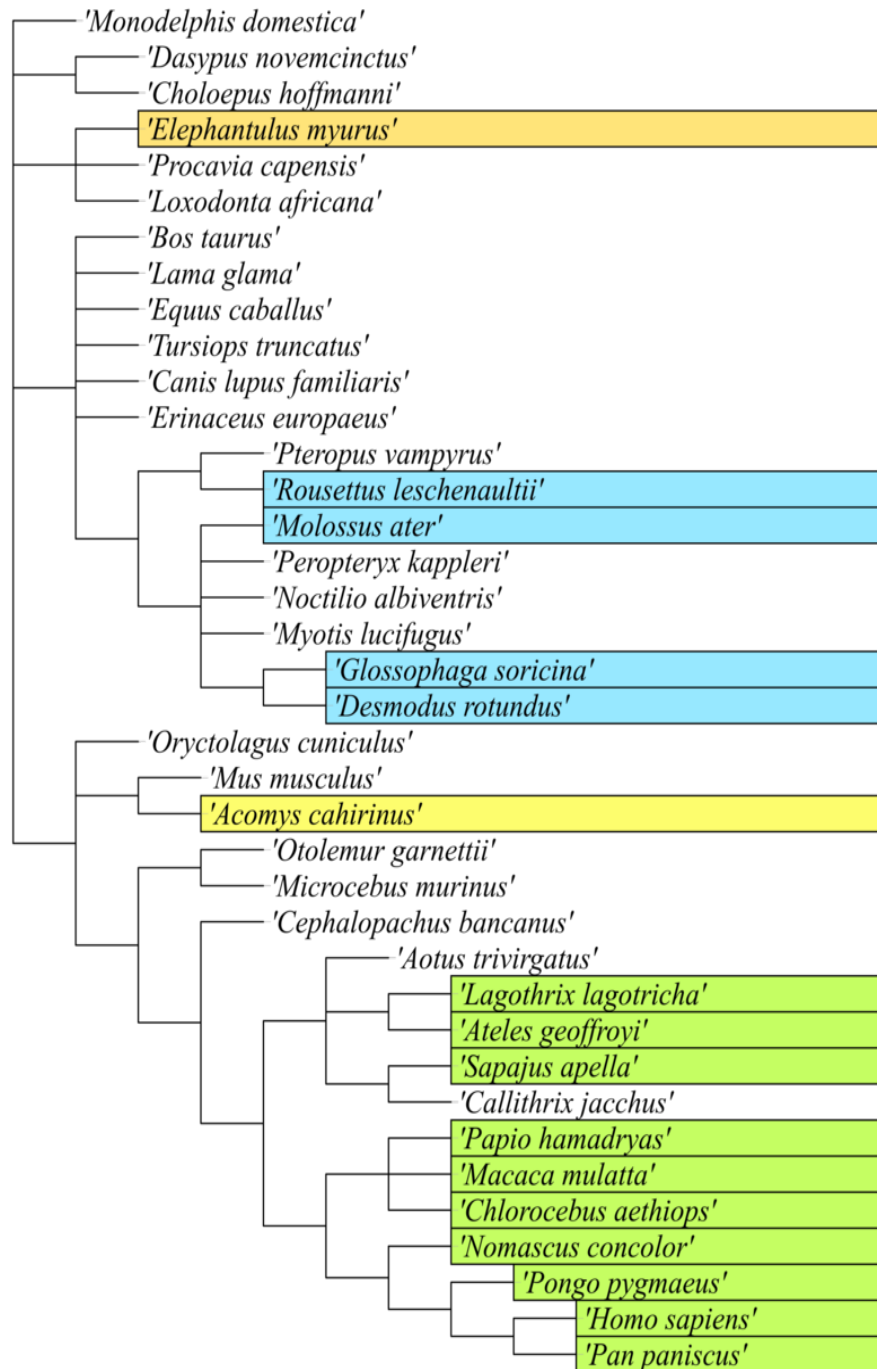 'Monodelphis domestica'
'Dasypus novemcinctus'
'Choloepus hoffmanni'
'Elephantulus myurus'
'Procavia capensis'
'Loxodonta africana'
'Bos taurus'
'Lama glama'
'Equus caballus'
'Tursiops truncatus'
'Canis lupus familiaris'
'Erinaceus europaeus'
'Pteropus vampyrus'
'Rousettus leschenaultii'
'Molossus ater'
'Peropteryx kappleri'
'Noctilio albiventris'
'Myotis lucifugus'
'Glossophaga soricina'
'Desmodus rotundus'
'Oryctolagus cuniculus'
'Mus musculus'
'Acomys cahirinus'
'Otolemur garnettii'
'Microcebus murinus'
'Cephalopachus bancanus'
'Aotus trivirgatus'
'Lagothrix lagotricha'
'Ateles geoffroyi'
'Sapajus apella'
'Callithrix jacchus'
'Papio hamadryas'
'Macaca mulatta'
'Chlorocebus aethiops'
'Nomascus concolor'
'Pongo pygmaeus'
'Homo sapiens'
'Pan paniscus'